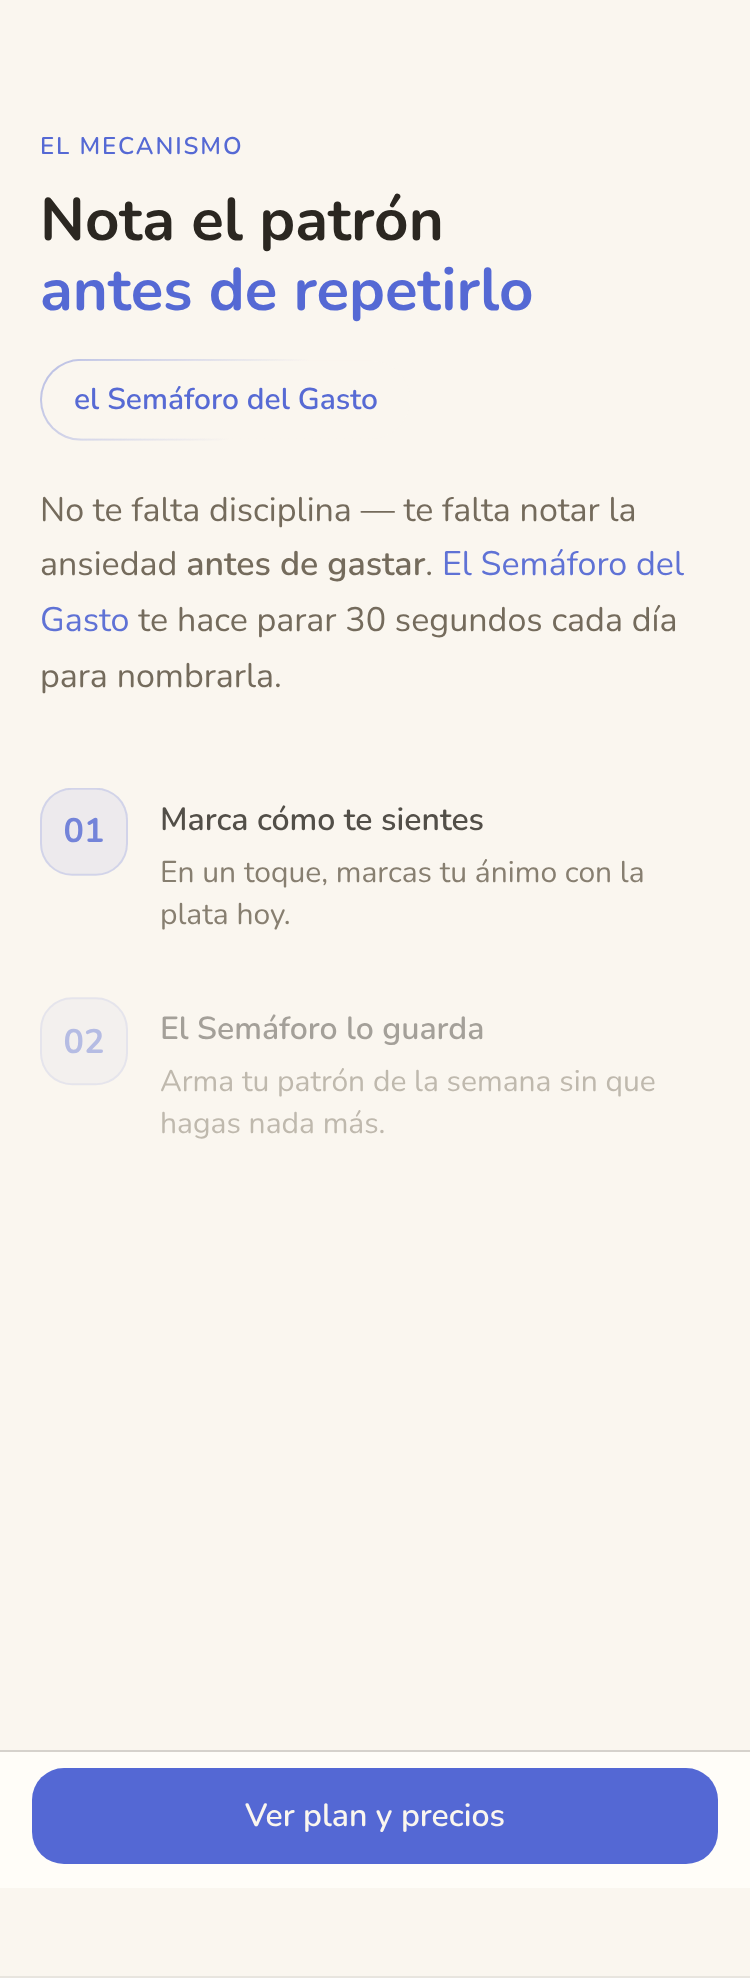 EL MECANISMO
Nota el patrón
antes de repetirlo
el Semáforo del Gasto
No te falta disciplina — te falta notar la
ansiedad antes de gastar. El Semáforo del
Gasto te hace parar 30 segundos cada día
para nombrarla.
01
Marca cómo te sientes
En un toque, marcas tu ánimo con la
plata hoy.
02
El Semáforo lo guarda
Arma tu patrón de la semana sin que
hagas nada más.
Ver plan y precios